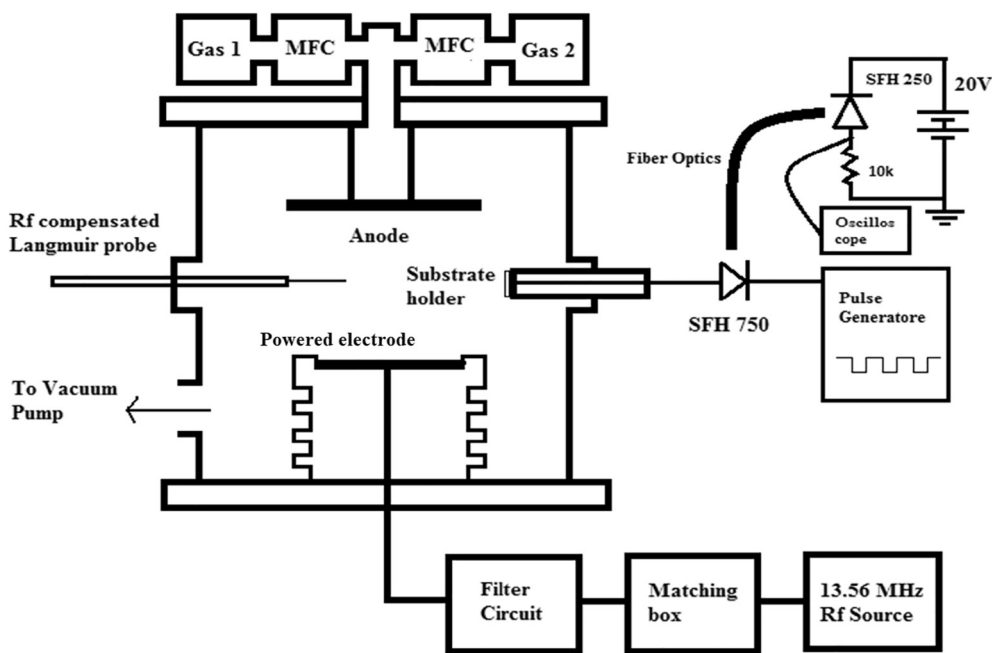 Gas 1
MFC
MFC
Gas 2
SFH 250
20V
Fiber Optics
10k
Oscillos
cope
Rf compensated
Langmuir probe
Anode
Substrate
holder
SFH 750
Pulse
Generatore
Powered electrode
To Vacuum
Pump
Filter
Circuit
Matching
box
13.56 MHz
Rf Source